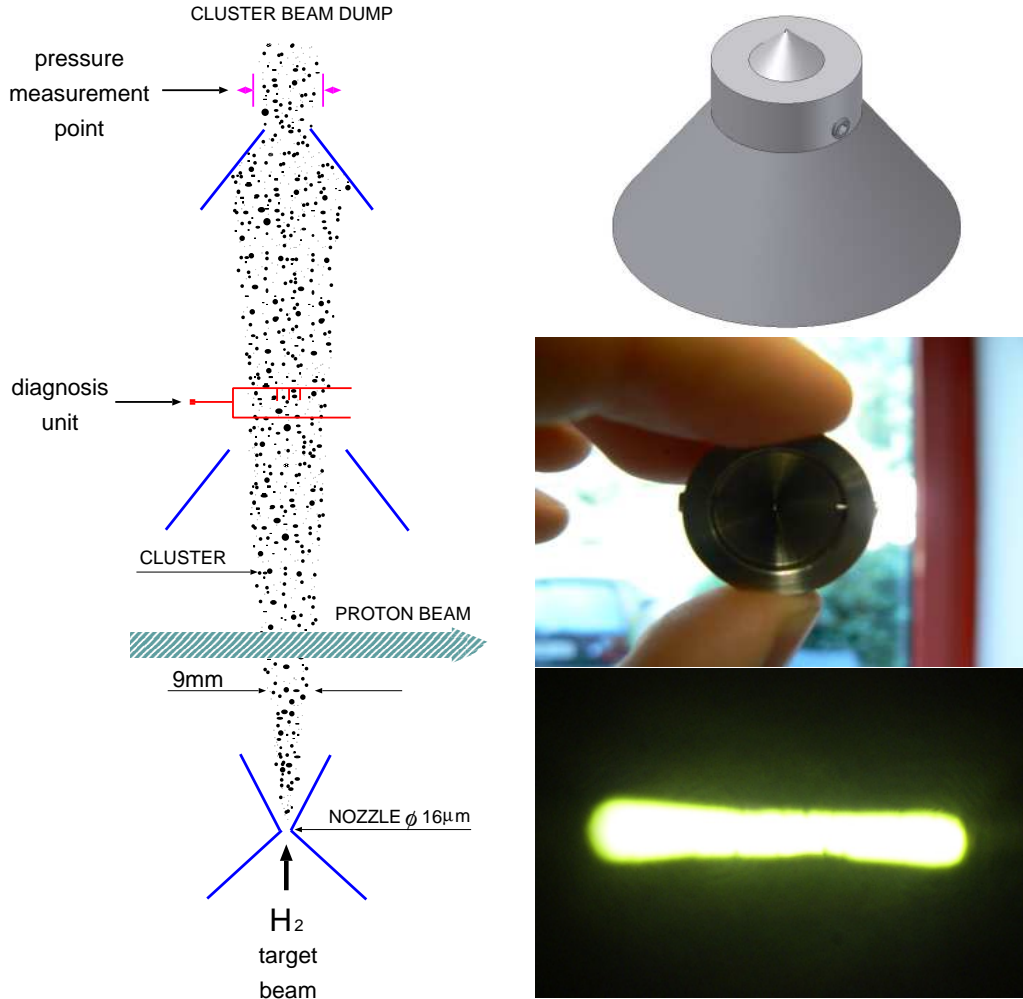 CLUSTER BEAM DUMP
pressure
measurement
point
diagnosis
unit
CLUSTER
PROTON BEAM
9mm
NOZZLE ϕ 16μm
H₂
target
beam